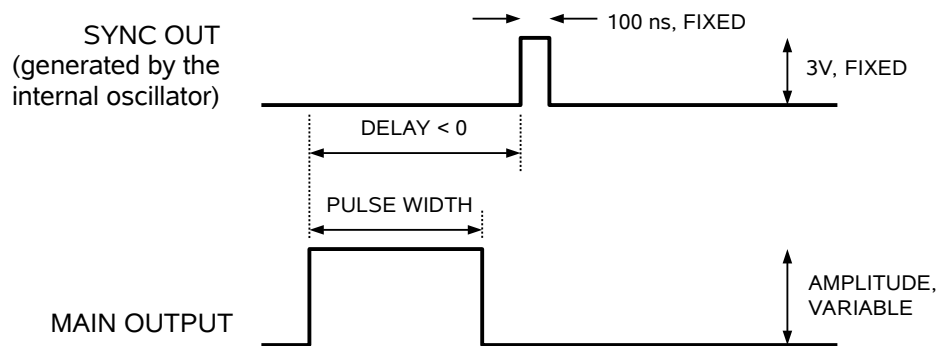 100 ns, FIXED
SYNC OUT
(generated by the
internal oscillator)
3V, FIXED
DELAY < 0
PULSE WIDTH
AMPLITUDE,
VARIABLE
MAIN OUTPUT